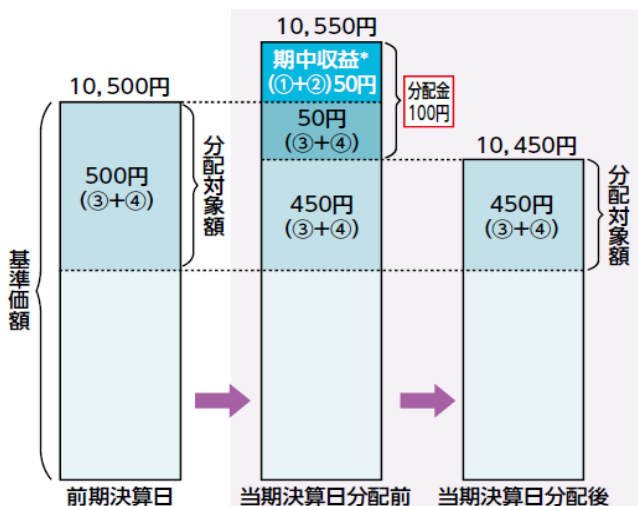 10,550円
期中収益*
(①+②)50円
分配金
100円
10,500円
50円
(③+④)
10,450円
500円
(③+④)
分配対象額
450円
(③+④)
450円
(③+④)
分配対象額
基準価額
前期決算日
当期決算日分配前
当期決算日分配後